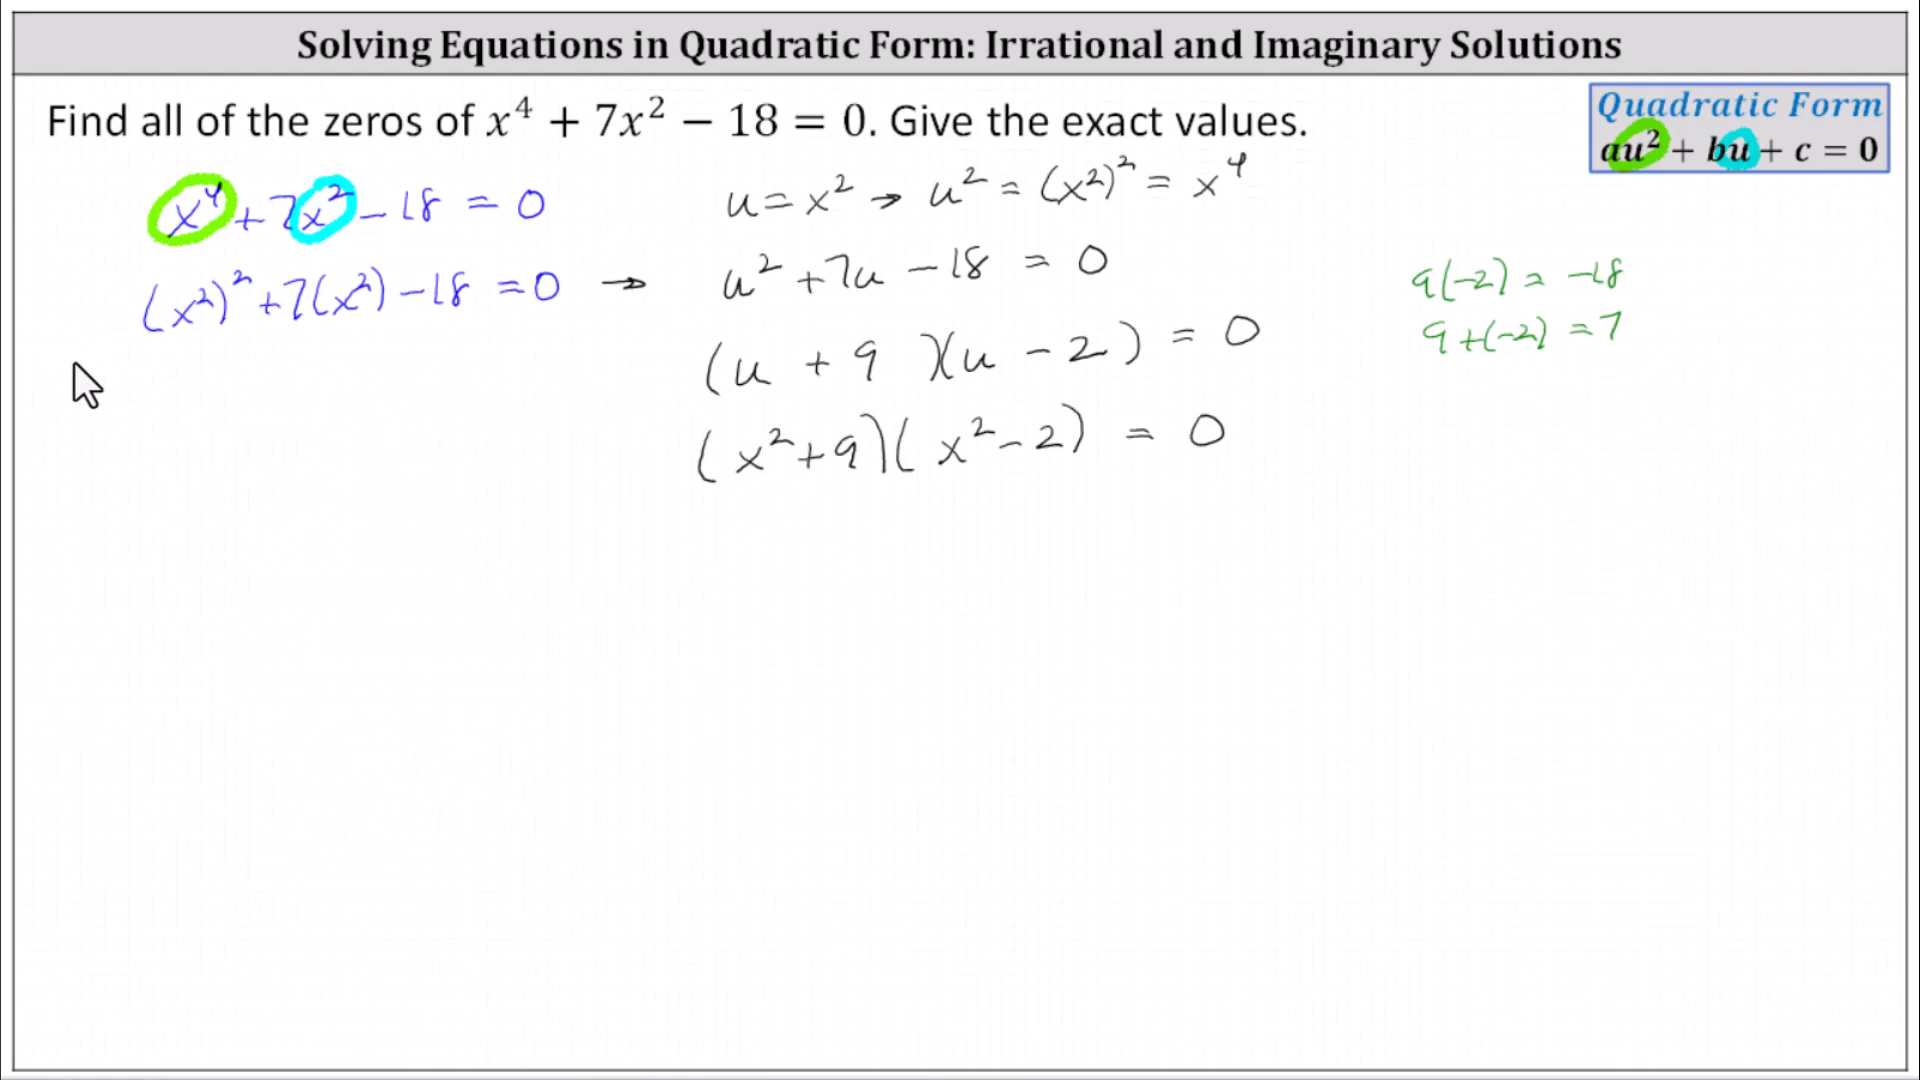 Solving Equations in Quadratic Form: Irrational and Imaginary Solutions
Find all of the zeros of x⁴ + 7x² − 18 = 0. Give the exact values.
Quadratic Form
au² + bu + c = 0
x⁴ + 7x² − 18 = 0
(x²)² + 7(x²) − 18 = 0 →
u = x² → u² = (x²)² = x⁴
u² + 7u − 18 = 0
(u + 9)(u − 2) = 0
(x² + 9)(x² − 2) = 0
9(−2) = −18
9 + (−2) = 7